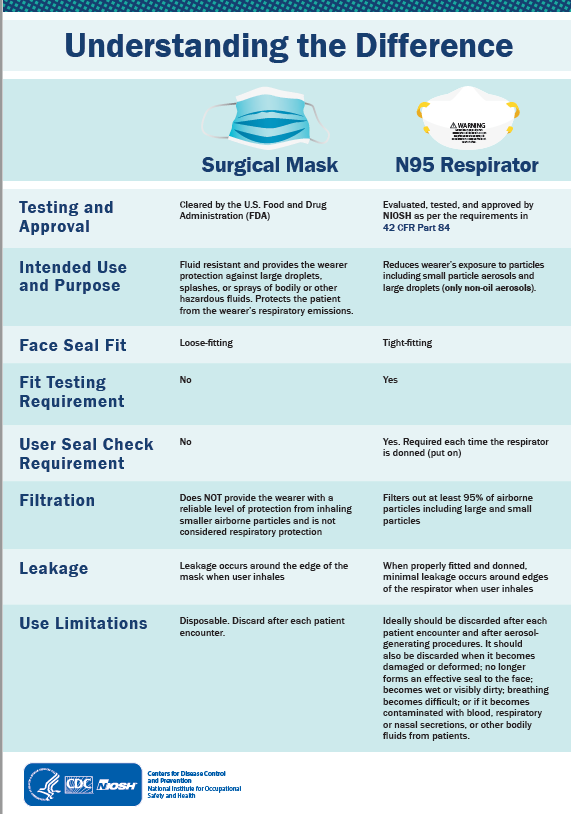 Understanding the Difference
WARNING
Surgical Mask
N95 Respirator
Testing and
Approval
Cleared by the U.S. Food and Drug
Administration (FDA)
Evaluated, tested, and approved by
NIOSH as per the requirements in
42 CFR Part 84
Intended Use
and Purpose
Fluid resistant and provides the wearer
protection against large droplets,
splashes, or sprays of bodily or other
hazardous fluids. Protects the patient
from the wearer's respiratory emissions.
Reduces wearer's exposure to particles
including small particle aerosols and
large droplets (only non-oil aerosols).
Face Seal Fit
Loose-fitting
Tight-fitting
Fit Testing
Requirement
No
Yes
User Seal Check
Requirement
No
Yes. Required each time the respirator
is donned (put on)
Filtration
Does NOT provide the wearer with a
reliable level of protection from inhaling
smaller airborne particles and is not
considered respiratory protection
Filters out at least 95% of airborne
particles including large and small
particles
Leakage
Leakage occurs around the edge of the
mask when user inhales
When properly fitted and donned,
minimal leakage occurs around edges
of the respirator when user inhales
Use Limitations
Disposable. Discard after each patient
encounter.
Ideally should be discarded after each
patient encounter and after aerosol-
generating procedures. It should
also be discarded when it becomes
damaged or deformed; no longer
forms an effective seal to the face;
becomes wet or visibly dirty; breathing
becomes difficult; or if it becomes
contaminated with blood, respiratory
or nasal secretions, or other bodily
fluids from patients.
CDC
NIOSH
Centers for Disease Control
and Prevention
National Institute for Occupational
Safety and Health